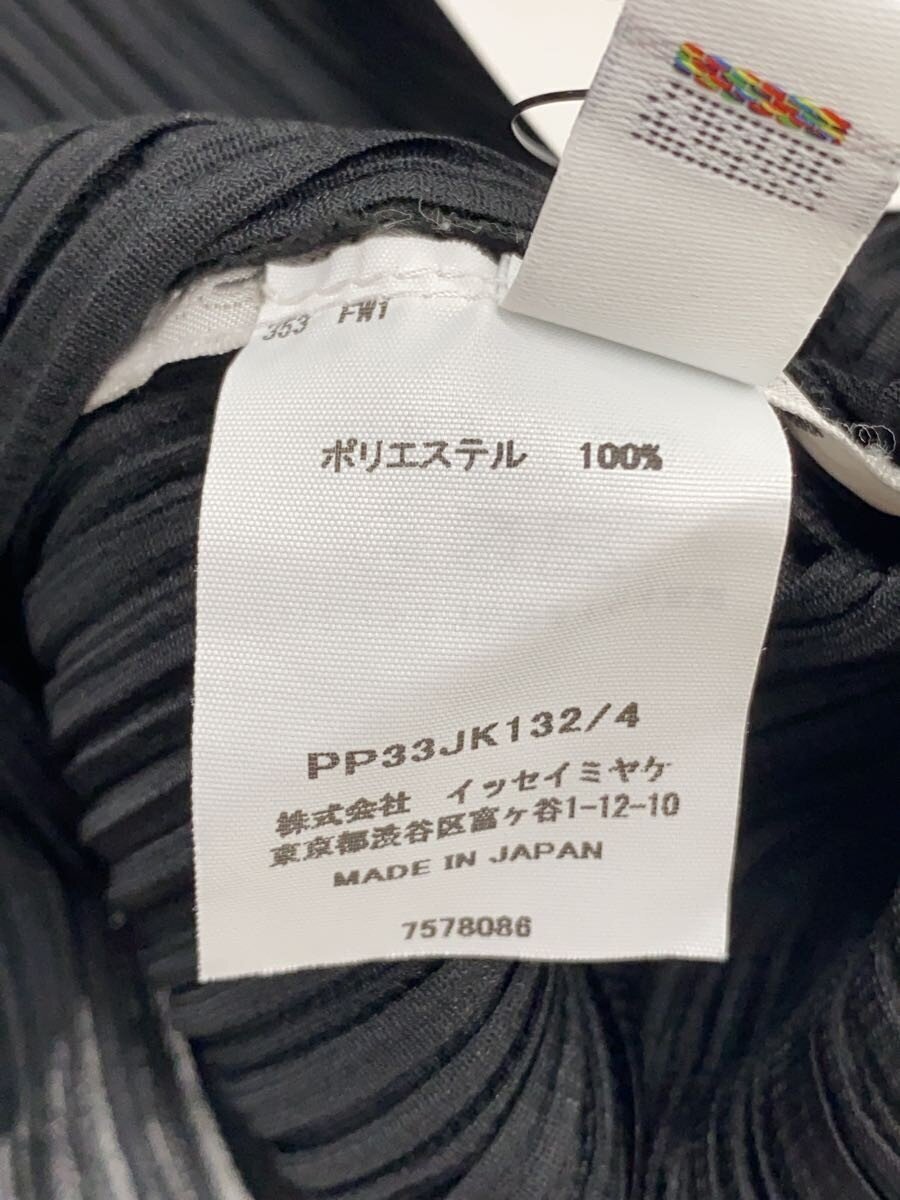 353 FW1
ポリエステル 100%
PP33JK132/4
株式会社 イッセイミヤケ
東京都渋谷区富ヶ谷1-12-10
MADE IN JAPAN
7578086